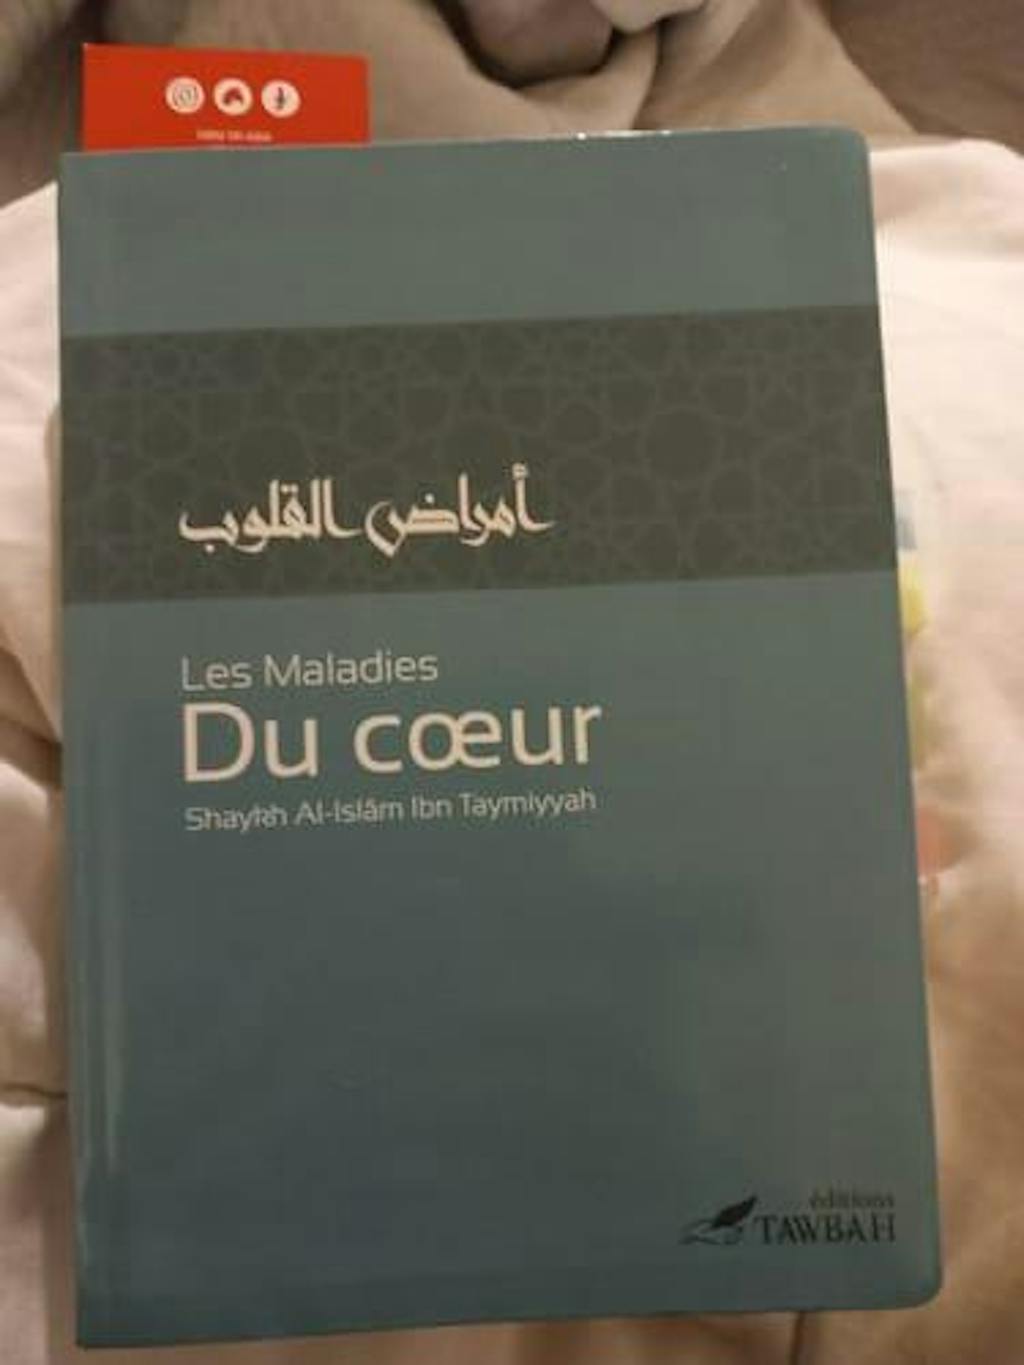 أمراض القلوب
Les Maladies
Du cœur
Shaykh Al-Islâm Ibn Taymiyyah
éditions
TAWBAH